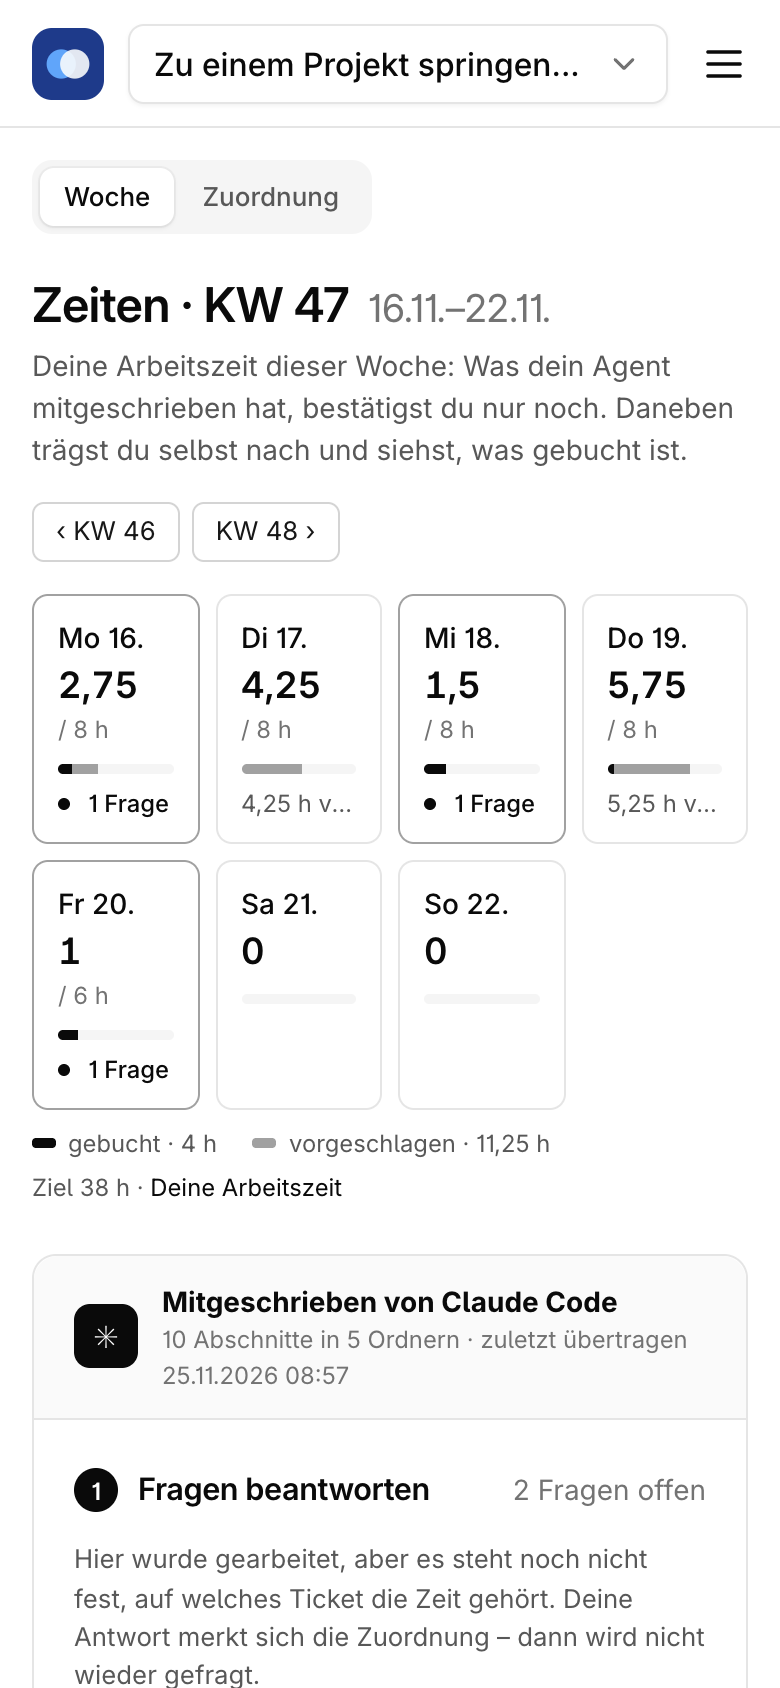 Zu einem Projekt springen...
Woche
Zuordnung
Zeiten · KW 47 16.11.–22.11.
Deine Arbeitszeit dieser Woche: Was dein Agent
mitgeschrieben hat, bestätigst du nur noch. Daneben
trägst du selbst nach und siehst, was gebucht ist.
‹ KW 46
KW 48 ›
Mo 16.
2,75
/ 8 h
1 Frage
Di 17.
4,25
/ 8 h
4,25 h v...
Mi 18.
1,5
/ 8 h
1 Frage
Do 19.
5,75
/ 8 h
5,25 h v...
Fr 20.
1
/ 6 h
1 Frage
Sa 21.
0
So 22.
0
gebucht · 4 h
vorgeschlagen · 11,25 h
Ziel 38 h · Deine Arbeitszeit
Mitgeschrieben von Claude Code
10 Abschnitte in 5 Ordnern · zuletzt übertragen
25.11.2026 08:57
1 Fragen beantworten
2 Fragen offen
Hier wurde gearbeitet, aber es steht noch nicht
fest, auf welches Ticket die Zeit gehört. Deine
Antwort merkt sich die Zuordnung – dann wird nicht
wieder gefragt.